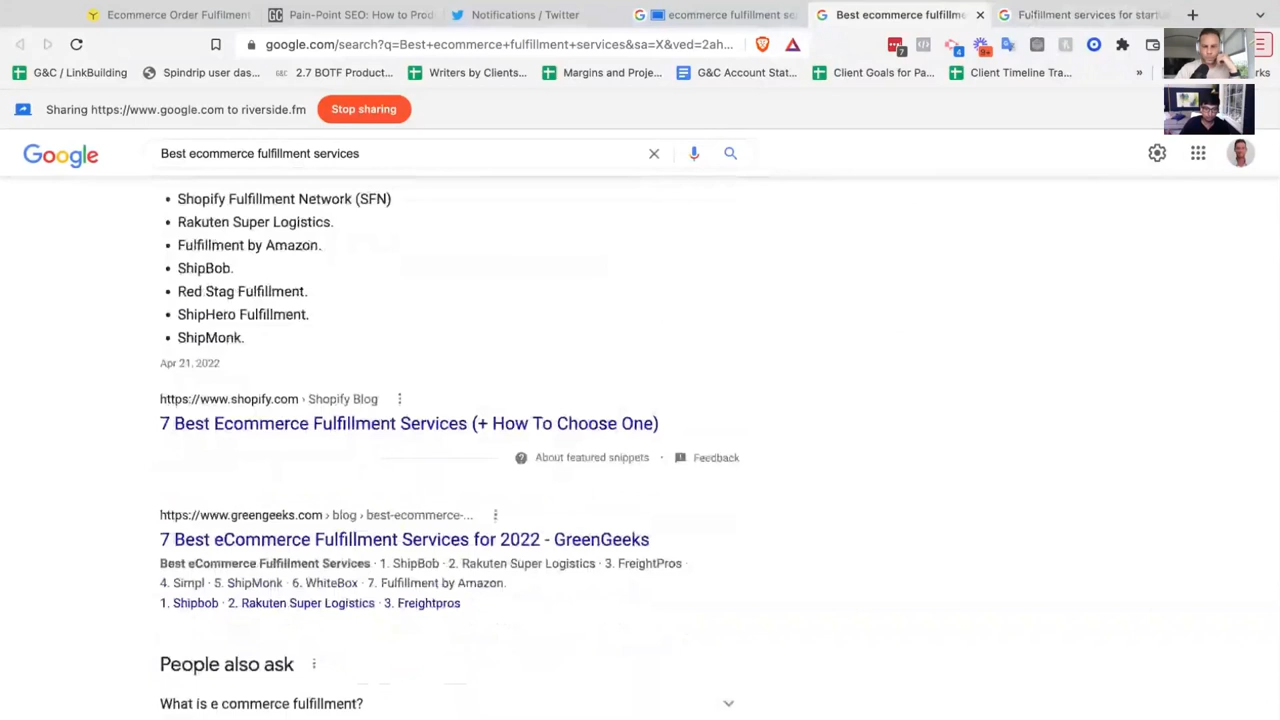 Ecommerce Order Fulfilment
Pain-Point SEO: How to Prod
Notifications / Twitter
ecommerce fulfillment se
Best ecommerce fulfillme
Fulfillment services for startu
google.com/search?q=Best+ecommerce+fulfillment+services&sa=X&ved=2ah...
7
4
9+
G&C / LinkBuilding
Spindrip user das...
2.7 BOTF Product...
Writers by Clients...
Margins and Proje...
G&C Account Stat...
Client Goals for Pa...
Client Timeline Tra...
»
rks
Sharing https://www.google.com to riverside.fm
Stop sharing
Google
Best ecommerce fulfillment services
• Shopify Fulfillment Network (SFN)
• Rakuten Super Logistics.
• Fulfillment by Amazon.
• ShipBob.
• Red Stag Fulfillment.
• ShipHero Fulfillment.
• ShipMonk.
Apr 21, 2022
https://www.shopify.com › Shopify Blog
7 Best Ecommerce Fulfillment Services (+ How To Choose One)
About featured snippets · Feedback
https://www.greengeeks.com › blog › best-ecommerce-...
7 Best eCommerce Fulfillment Services for 2022 - GreenGeeks
Best eCommerce Fulfillment Services · 1. ShipBob · 2. Rakuten Super Logistics · 3. FreightPros ·
4. Simpl · 5. ShipMonk · 6. WhiteBox · 7. Fulfillment by Amazon.
1. Shipbob · 2. Rakuten Super Logistics · 3. Freightpros
People also ask
What is e commerce fulfillment?